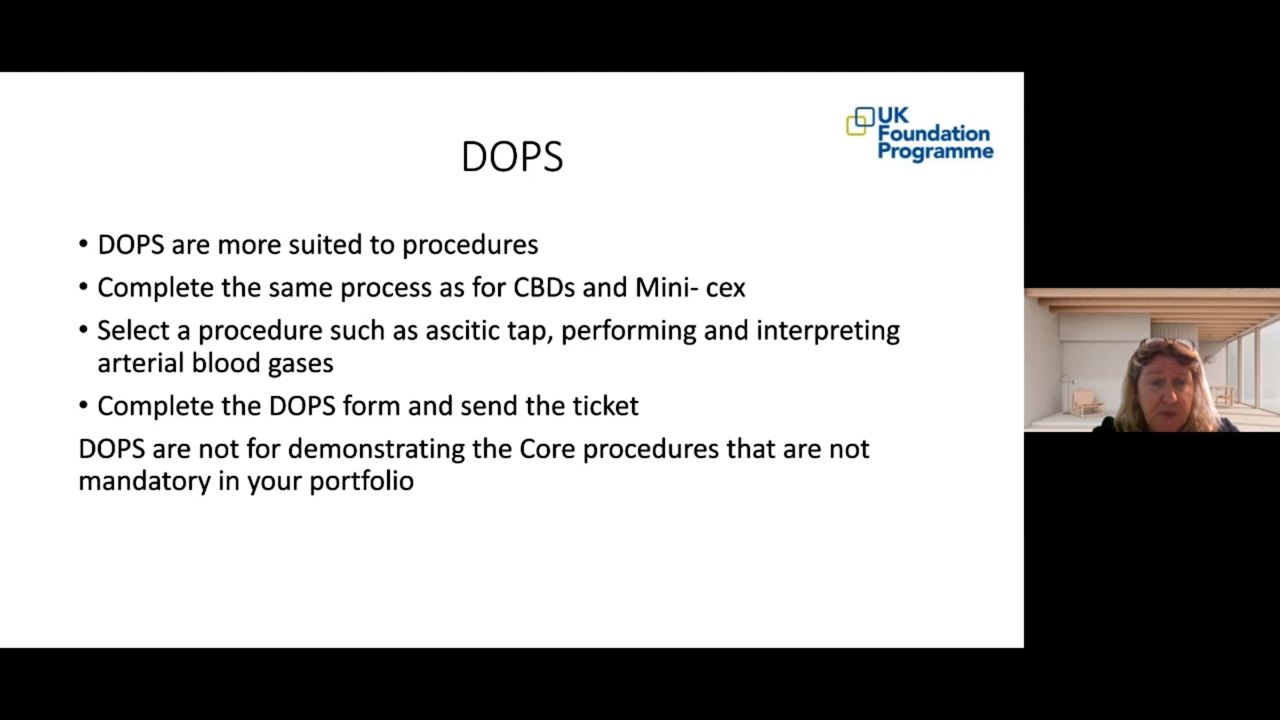 UK
Foundation
Programme
DOPS
• DOPS are more suited to procedures
• Complete the same process as for CBDs and Mini- cex
• Select a procedure such as ascitic tap, performing and interpreting
arterial blood gases
• Complete the DOPS form and send the ticket
DOPS are not for demonstrating the Core procedures that are not
mandatory in your portfolio